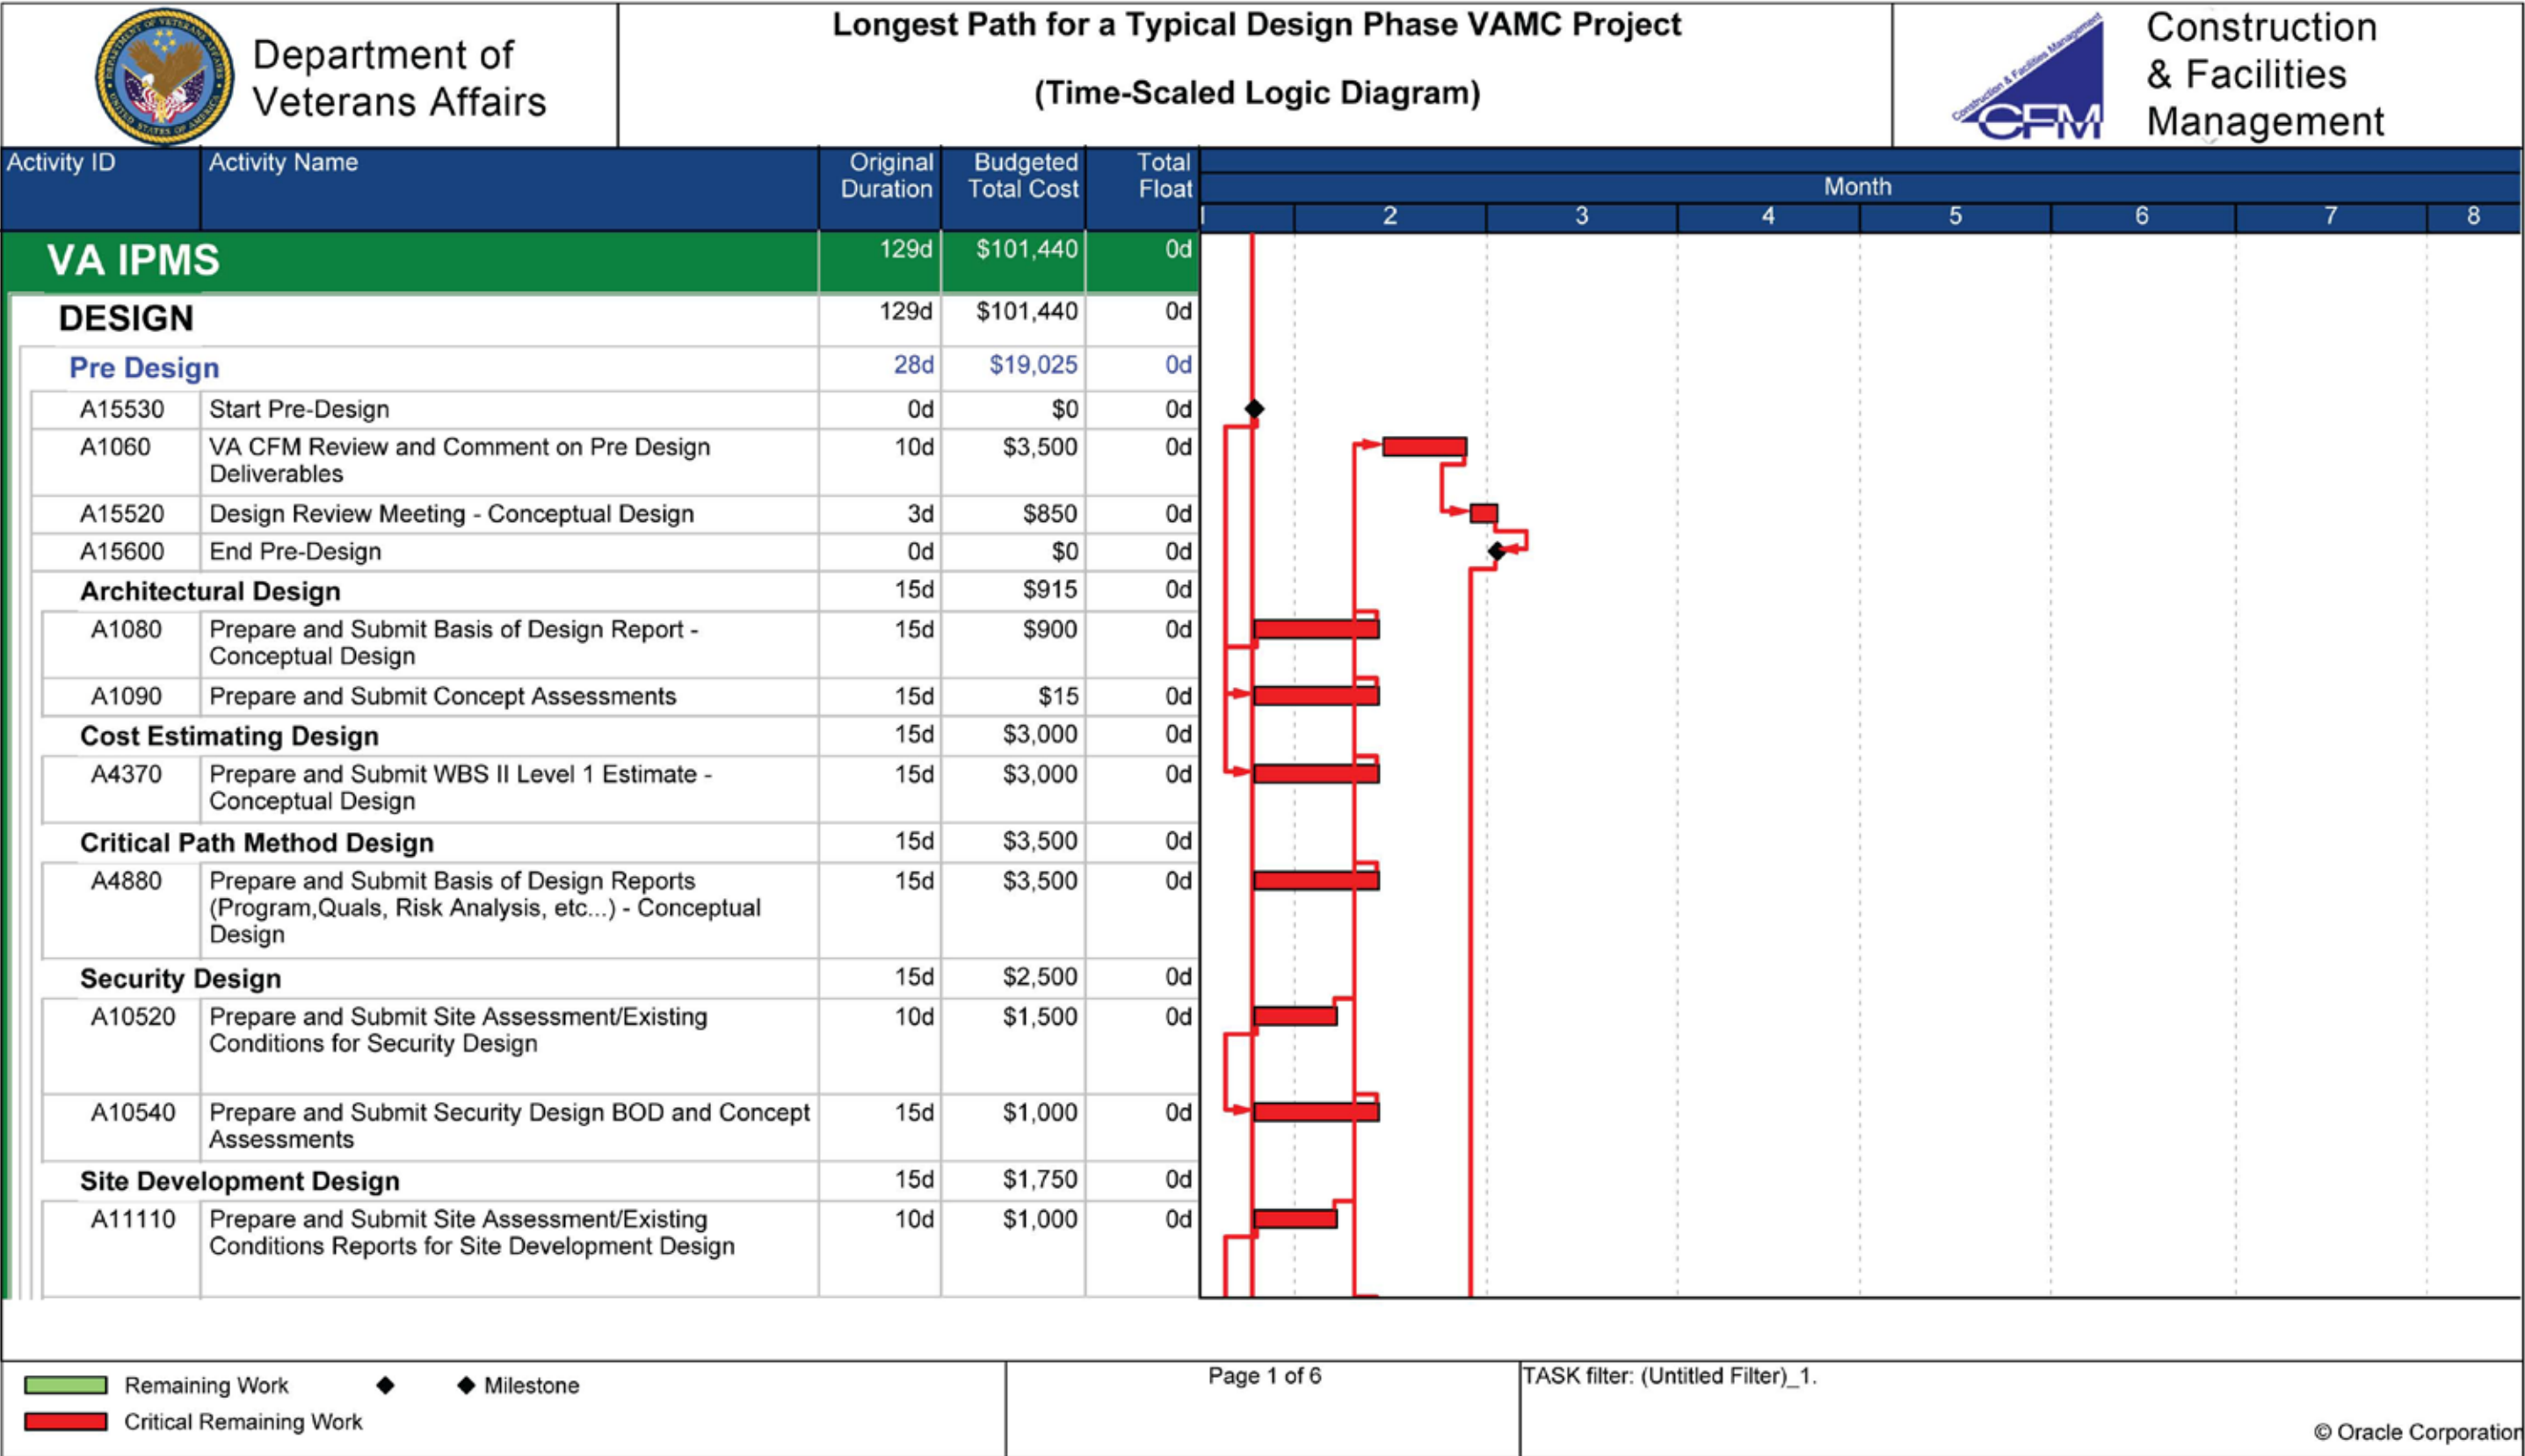 Department of
Veterans Affairs
Longest Path for a Typical Design Phase VAMC Project
(Time-Scaled Logic Diagram)
Construction & Facilities Management
CFM
Construction
& Facilities
Management
Activity ID Activity Name Original Duration Budgeted Total Cost Total Float
Month
1 2 3 4 5 6 7 8
VA IPMS 129d $101,440 0d
DESIGN 129d $101,440 0d
Pre Design 28d $19,025 0d
A15530 Start Pre-Design 0d $0 0d
A1060 VA CFM Review and Comment on Pre Design 10d $3,500 0d
Deliverables
A15520 Design Review Meeting - Conceptual Design 3d $850 0d
A15600 End Pre-Design 0d $0 0d
Architectural Design 15d $915 0d
A1080 Prepare and Submit Basis of Design Report - 15d $900 0d
Conceptual Design
A1090 Prepare and Submit Concept Assessments 15d $15 0d
Cost Estimating Design 15d $3,000 0d
A4370 Prepare and Submit WBS II Level 1 Estimate - 15d $3,000 0d
Conceptual Design
Critical Path Method Design 15d $3,500 0d
A4880 Prepare and Submit Basis of Design Reports 15d $3,500 0d
(Program,Quals, Risk Analysis, etc...) - Conceptual
Design
Security Design 15d $2,500 0d
A10520 Prepare and Submit Site Assessment/Existing 10d $1,500 0d
Conditions for Security Design
A10540 Prepare and Submit Security Design BOD and Concept 15d $1,000 0d
Assessments
Site Development Design 15d $1,750 0d
A11110 Prepare and Submit Site Assessment/Existing 10d $1,000 0d
Conditions Reports for Site Development Design
Remaining Work Milestone
Critical Remaining Work
Page 1 of 6
TASK filter: (Untitled Filter)_1.
© Oracle Corporation